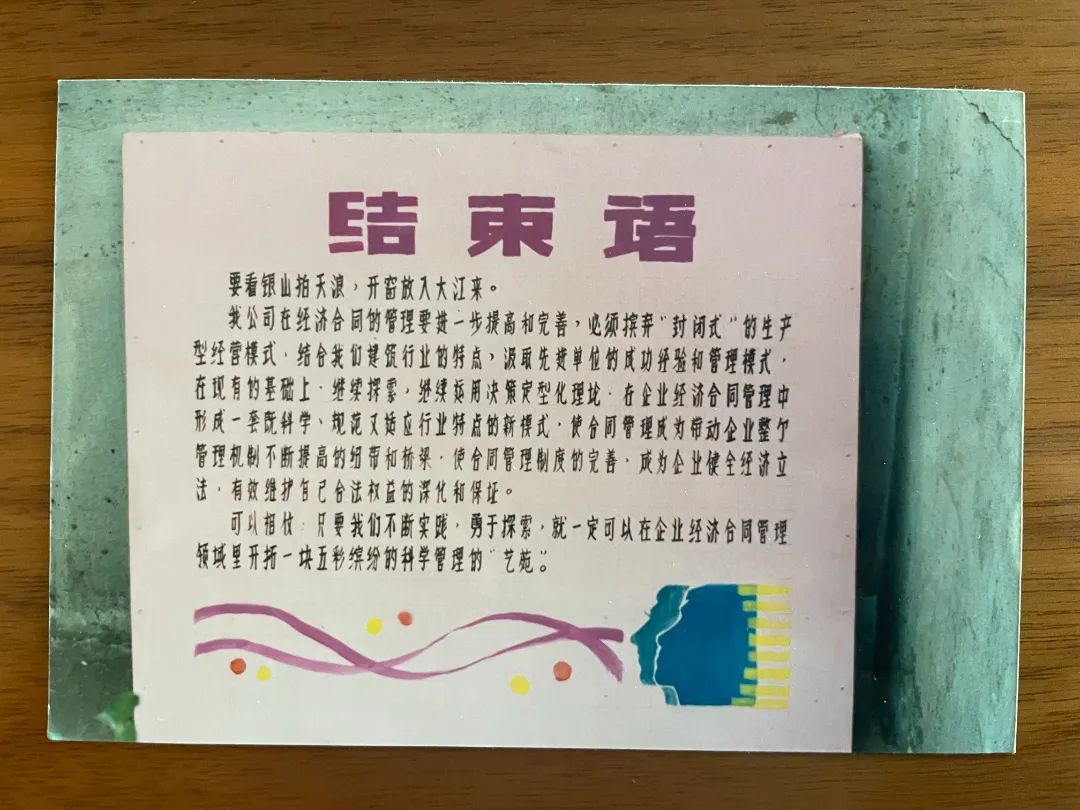 结束语
要看银山拍天浪，开窗放入大江来。
我公司在经济合同的管理要进一步提高和完善，必须摈弃“封闭式”的生产
型经营模式，结合我们建筑行业的特点，汲取先进单位的成功经验和管理模式，
在现有的基础上，继续探索，继续运用决策定型化理论，在企业经济合同管理中
形成一套既科学、规范又适应行业特点的新模式，使合同管理成为带动企业整个
管理机制不断提高的纽带和桥梁，使合同管理制度的完善，成为企业健全经济立
法，有效维护自己合法权益的深化和保证。
可以相信：只要我们不断实践，勇于探索，就一定可以在企业经济合同管理
领域里开拓一块五彩缤纷的科学管理的“艺苑”。